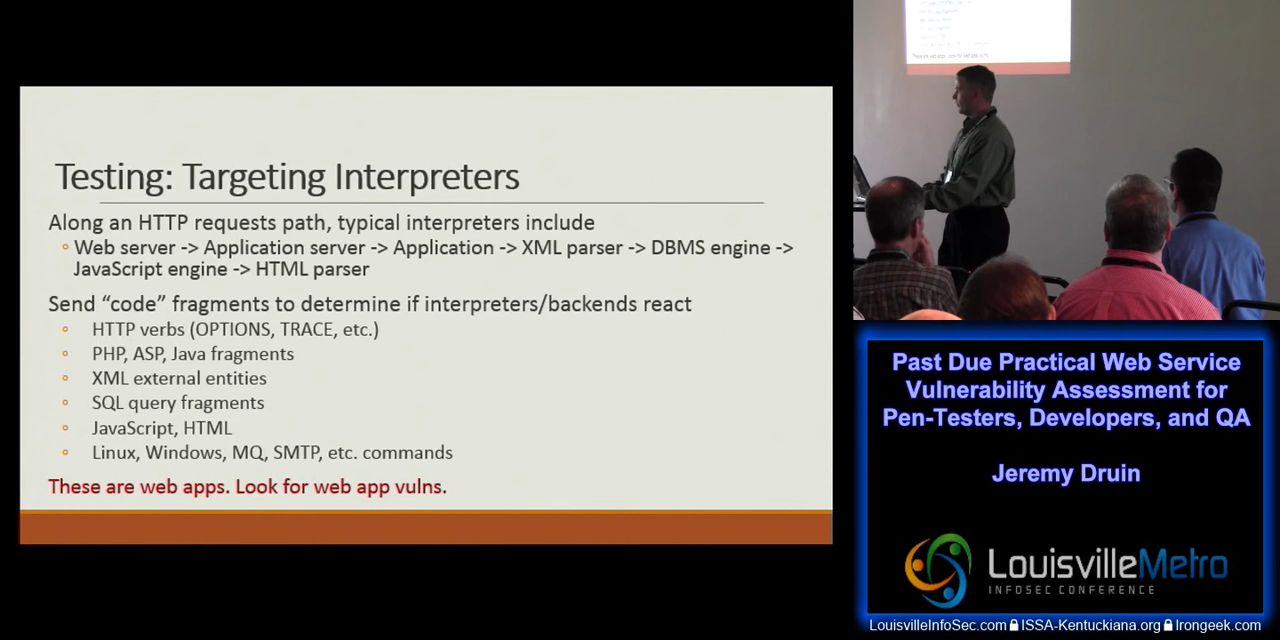 Testing: Targeting Interpreters
Along an HTTP requests path, typical interpreters include
Web server -> Application server -> Application -> XML parser -> DBMS engine ->
JavaScript engine -> HTML parser
Send “code” fragments to determine if interpreters/backends react
HTTP verbs (OPTIONS, TRACE, etc.)
PHP, ASP, Java fragments
XML external entities
SQL query fragments
JavaScript, HTML
Linux, Windows, MQ, SMTP, etc. commands
These are web apps. Look for web app vulns.
Past Due Practical Web Service
Vulnerability Assessment for
Pen-Testers, Developers, and QA
Jeremy Druin
LouisvilleMetro
INFOSEC CONFERENCE
LouisvilleInfoSec.com ISSA-Kentuckiana.org Irongeek.com